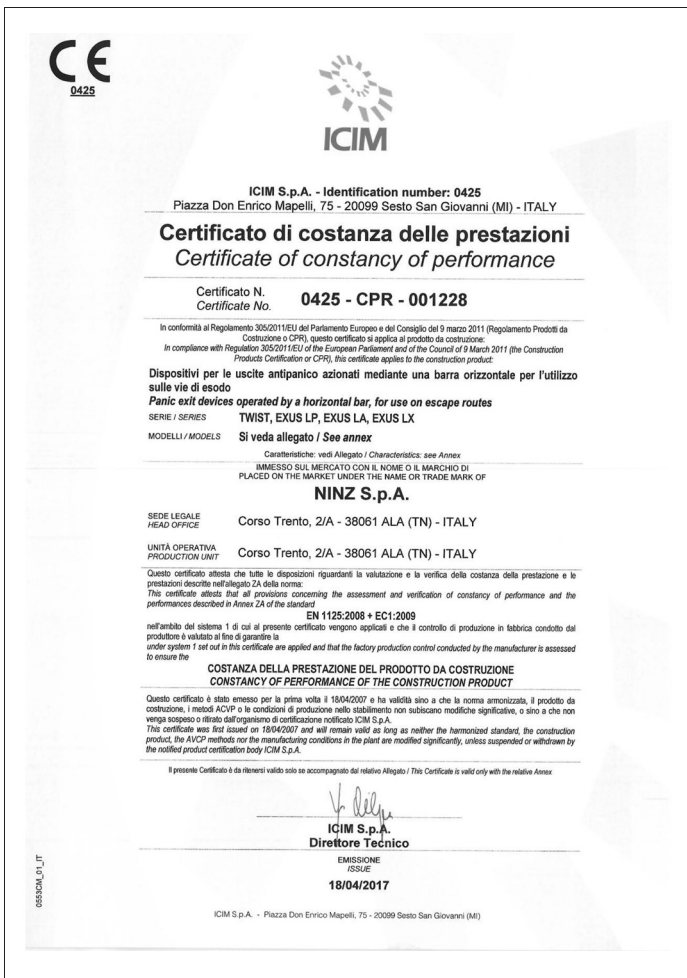 CE
0425
ICIM
ICIM S.p.A. - Identification number: 0425
Piazza Don Enrico Mapelli, 75 - 20099 Sesto San Giovanni (MI) - ITALY
Certificato di costanza delle prestazioni
Certificate of constancy of performance
Certificato N.
Certificate No.
0425 - CPR - 001228
In conformità al Regolamento 305/2011/EU del Parlamento Europeo e del Consiglio del 9 marzo 2011 (Regolamento Prodotti da
Costruzione o CPR), questo certificato si applica al prodotto da costruzione:
In compliance with Regulation 305/2011/EU of the European Parliament and of the Council of 9 March 2011 (the Construction
Products Certification or CPR), this certificate applies to the construction product:
Dispositivi per le uscite antipanico azionati mediante una barra orizzontale per l'utilizzo
sulle vie di esodo
Panic exit devices operated by a horizontal bar, for use on escape routes
SERIE / SERIES TWIST, EXUS LP, EXUS LA, EXUS LX
MODELLI / MODELS Si veda allegato / See annex
Caratteristiche: vedi Allegato / Characteristics: see Annex
IMMESSO SUL MERCATO CON IL NOME O IL MARCHIO DI
PLACED ON THE MARKET UNDER THE NAME OR TRADE MARK OF
NINZ S.p.A.
SEDE LEGALE
HEAD OFFICE
Corso Trento, 2/A - 38061 ALA (TN) - ITALY
UNITÀ OPERATIVA
PRODUCTION UNIT
Corso Trento, 2/A - 38061 ALA (TN) - ITALY
Questo certificato attesta che tutte le disposizioni riguardanti la valutazione e la verifica della costanza della prestazione e le
prestazioni descritte nell'allegato ZA della norma:
This certificate attests that all provisions concerning the assessment and verification of constancy of performance and the
performances described in Annex ZA of the standard
EN 1125:2008 + EC1:2009
nell'ambito del sistema 1 di cui al presente certificato vengono applicati e che il controllo di produzione in fabbrica condotto dal
produttore è valutato al fine di garantire la
under system 1 set out in this certificate are applied and that the factory production control conducted by the manufacturer is assessed
to ensure the
COSTANZA DELLA PRESTAZIONE DEL PRODOTTO DA COSTRUZIONE
CONSTANCY OF PERFORMANCE OF THE CONSTRUCTION PRODUCT
Questo certificato è stato emesso per la prima volta il 18/04/2007 e ha validità sino a che la norma armonizzata, il prodotto da
costruzione, i metodi ACVP o le condizioni di produzione nello stabilimento non subiscano modifiche significative, o sino a che non
venga sospeso o ritirato dall'organismo di certificazione notificato ICIM S.p.A.
This certificate was first issued on 18/04/2007 and will remain valid as long as neither the harmonized standard, the construction
product, the AVCP methods nor the manufacturing conditions in the plant are modified significantly, unless suspended or withdrawn by
the notified product certification body ICIM S.p.A.
Il presente Certificato è da ritenersi valido solo se accompagnato dal relativo Allegato / This Certificate is valid only with the relative Annex
ICIM S.p.A.
Direttore Tecnico
EMISSIONE
ISSUE
18/04/2017
0553CM_01_IT
ICIM S.p.A. - Piazza Don Enrico Mapelli, 75 - 20099 Sesto San Giovanni (MI)